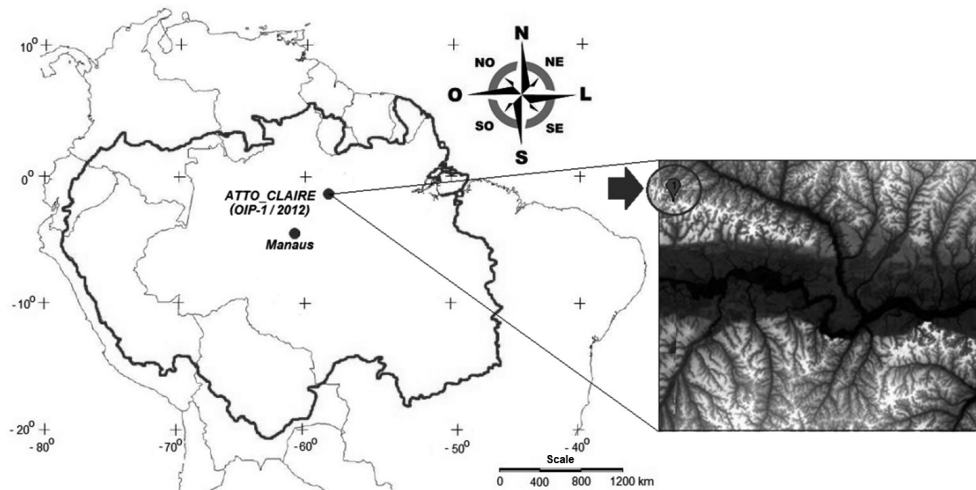 10°
0°
-10°
-20°
-80°
-70°
-60°
-50°
-40°
ATTO_CLAIRE
(OIP-1 / 2012)
Manaus
N
NO
NE
O
L
SO
SE
S
Scale
0 400 800 1200 km